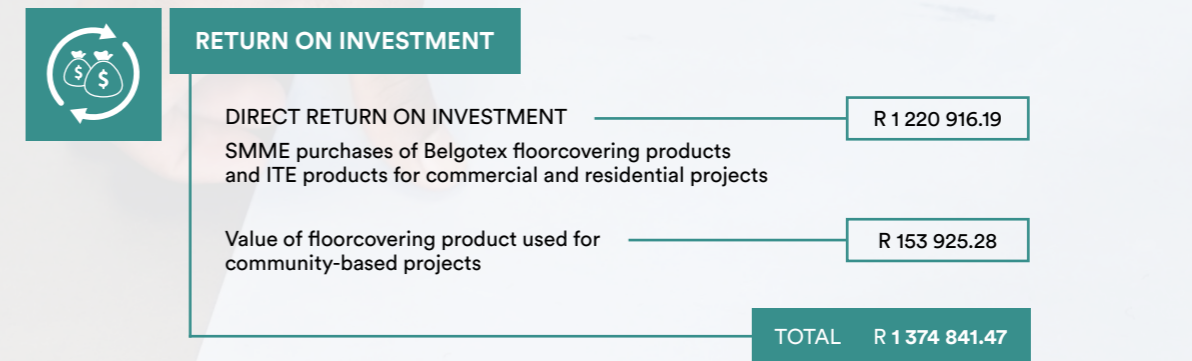 $ $
RETURN ON INVESTMENT
DIRECT RETURN ON INVESTMENT R 1 220 916.19
SMME purchases of Belgotex floorcovering products
and ITE products for commercial and residential projects
Value of floorcovering product used for R 153 925.28
community-based projects
TOTAL R 1 374 841.47